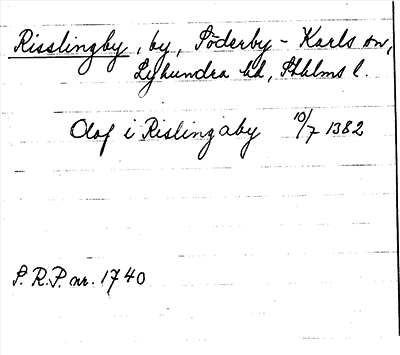 Risslingby, by, Söderby-Karls sn,
Lyhundra hd, Sthlms l.
Olof i Rislingaby 10/7 1382
S.R.P. nr. 1740